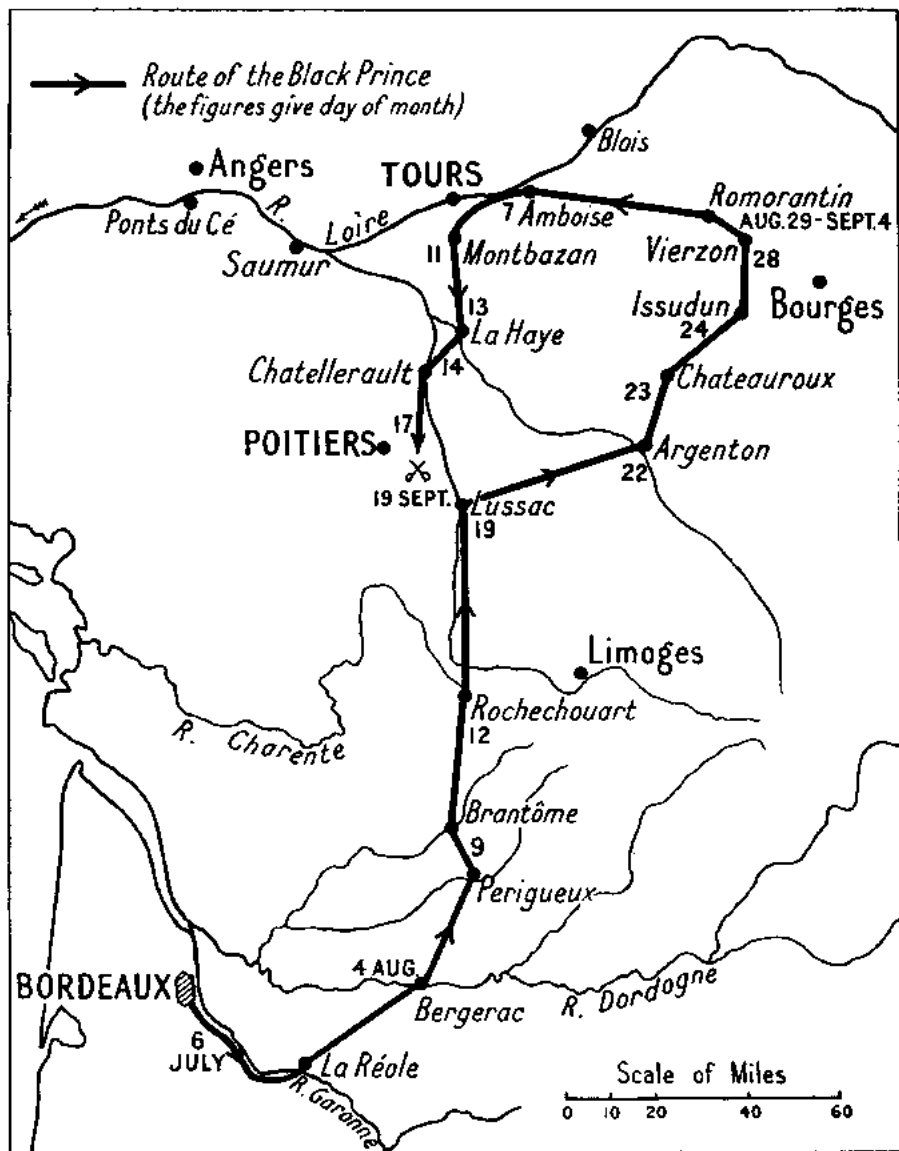 Route of the Black Prince
(the figures give day of month)
Blois
Angers
TOURS
Ponts du Cé
R. Loire
Saumur
7 Amboise
Romorantin
AUG. 29 - SEPT. 4
11 Montbazan
Vierzon
28
Bourges
Issudun
24
13
La Haye
Chatellerault
14
Chateauroux
23
17
POITIERS
Argenton
22
19 SEPT.
Lussac
19
Limoges
Rochechouart
12
R. Charente
Brantôme
9
Perigueux
4 AUG.
Bergerac
R. Dordogne
BORDEAUX
6
JULY
La Réole
R. Garonne
Scale of Miles
0 10 20 40 60